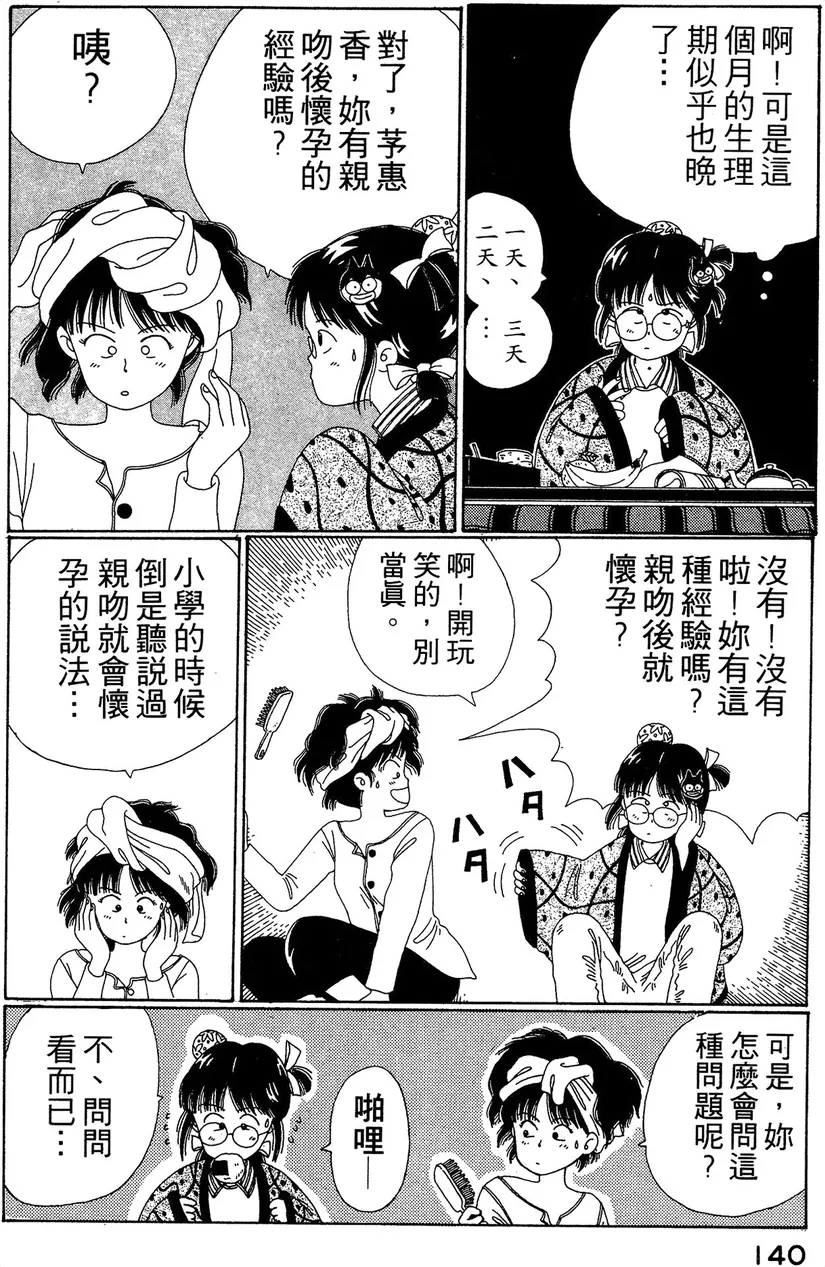 啊！可是這
個月的生理
期似乎也晚
了…
一天、
二天、三天
…
對了，茅惠
香，妳有親
吻後懷孕的
經驗嗎？
咦？
沒有！沒有
啦！妳有這
種經驗嗎？
親吻後就
懷孕？
啊！開玩
笑的，別
當眞。
ハタ
ハタ
小學的時候
倒是聽說過
親吻就會懷
孕的說法…
可是，妳
怎麼會問這
種問題呢？
啪哩—
不、問問
看而已…
140